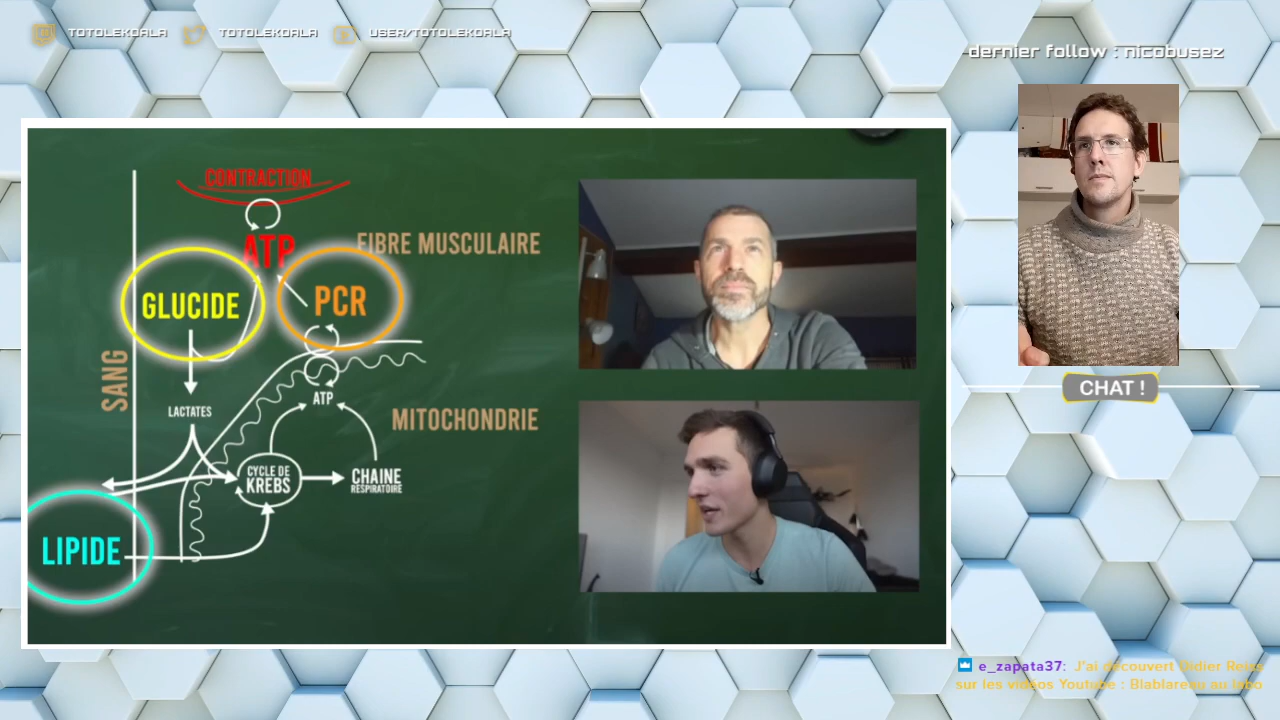 TOTOLEKOALA TOTOLEKOALA USER/TOTOLEKOALA
dernier follow : nicobusez
CONTRACTION
ATP
FIBRE MUSCULAIRE
GLUCIDE
PCR
SANG
LACTATES
ATP
MITOCHONDRIE
CYCLE DE
KREBS
CHAINE
RESPIRATOIRE
LIPIDE
CHAT !
e_zapata37: J'ai découvert Didier
sur les vidéos Youtube : Blablareau au labo